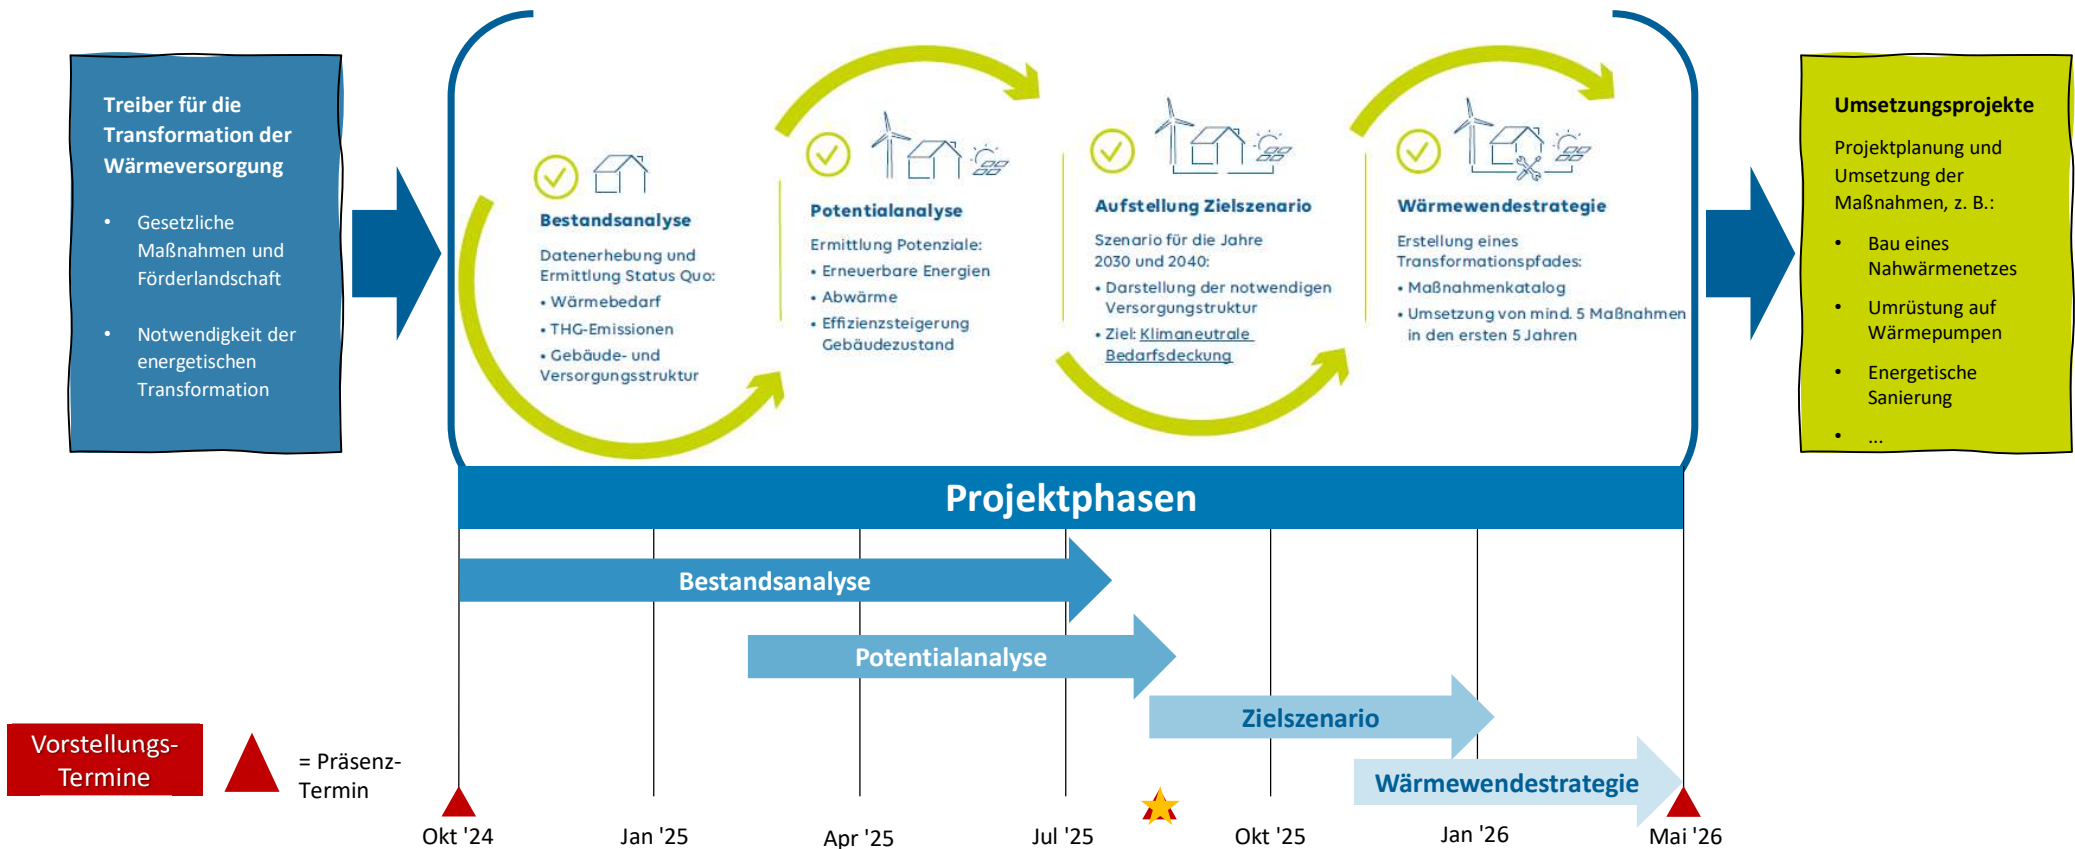 Treiber für die
Transformation der
Wärmeversorgung
• Gesetzliche
Maßnahmen und
Förderlandschaft
• Notwendigkeit der
energetischen
Transformation
Bestandsanalyse
Datenerhebung und
Ermittlung Status Quo:
• Wärmebedarf
• THG-Emissionen
• Gebäude- und
Versorgungsstruktur
Potentialanalyse
Ermittlung Potenziale:
• Erneuerbare Energien
• Abwärme
• Effizienzsteigerung
Gebäudezustand
Aufstellung Zielszenario
Szenario für die Jahre
2030 und 2040:
• Darstellung der notwendigen
Versorgungstruktur
• Ziel: Klimaneutrale
Bedarfsdeckung
Wärmewendestrategie
Erstellung eines
Transformationspfades:
• Maßnahmenkatalog
• Umsetzung von mind. 5 Maßnahmen
in den ersten 5 Jahren
Umsetzungsprojekte
Projektplanung und
Umsetzung der
Maßnahmen, z. B.:
• Bau eines
Nahwärmenetzes
• Umrüstung auf
Wärmepumpen
• Energetische
Sanierung
• ...
Projektphasen
Bestandsanalyse
Potentialanalyse
Zielszenario
Wärmewendestrategie
Vorstellungs-
Termine
= Präsenz-
Termin
Okt '24
Jan '25
Apr '25
Jul '25
Okt '25
Jan '26
Mai '26